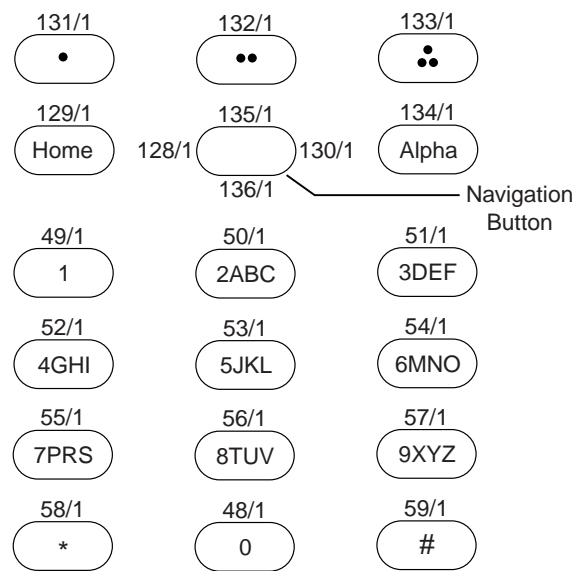 131/1 132/1 133/1
• •• •••
129/1 135/1 134/1
Home 128/1 130/1 Alpha
136/1
Navigation
Button
49/1 50/1 51/1
1 2ABC 3DEF
52/1 53/1 54/1
4GHI 5JKL 6MNO
55/1 56/1 57/1
7PRS 8TUV 9XYZ
58/1 48/1 59/1
* 0 #